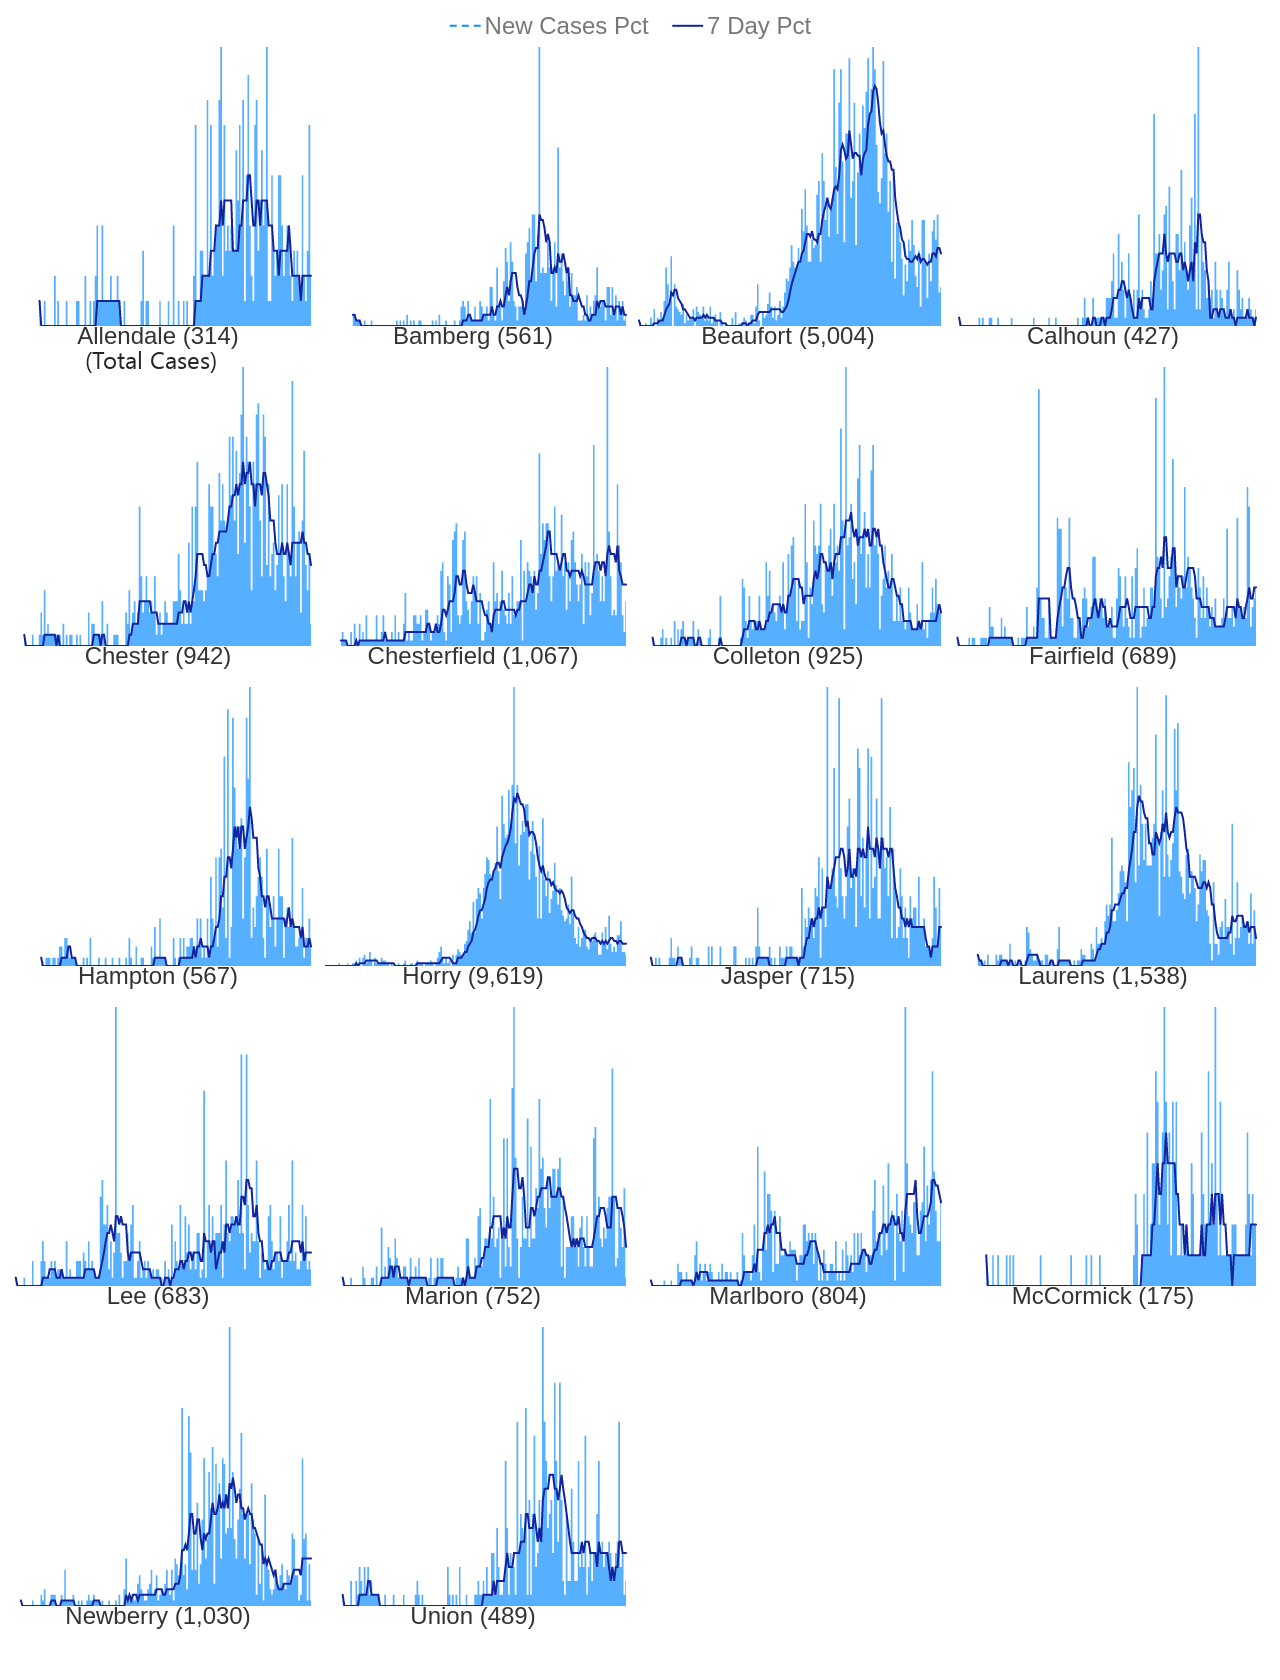 New Cases Pct 7 Day Pct
Allendale (314) Bamberg (561) Beaufort (5,004) Calhoun (427)
(Total Cases)
Chester (942) Chesterfield (1,067) Colleton (925) Fairfield (689)
Hampton (567) Horry (9,619) Jasper (715) Laurens (1,538)
Lee (683) Marion (752) Marlboro (804) McCormick (175)
Newberry (1,030) Union (489)